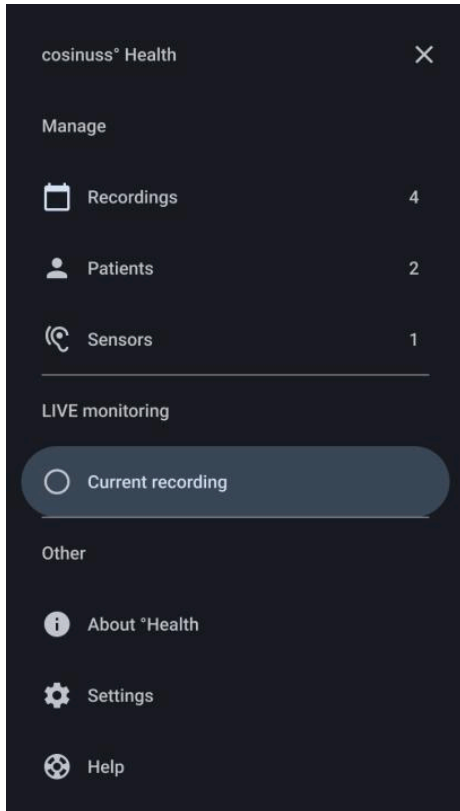 cosinuss° Health
Manage
Recordings 4
Patients 2
Sensors 1
LIVE monitoring
Current recording
Other
About °Health
Settings
Help